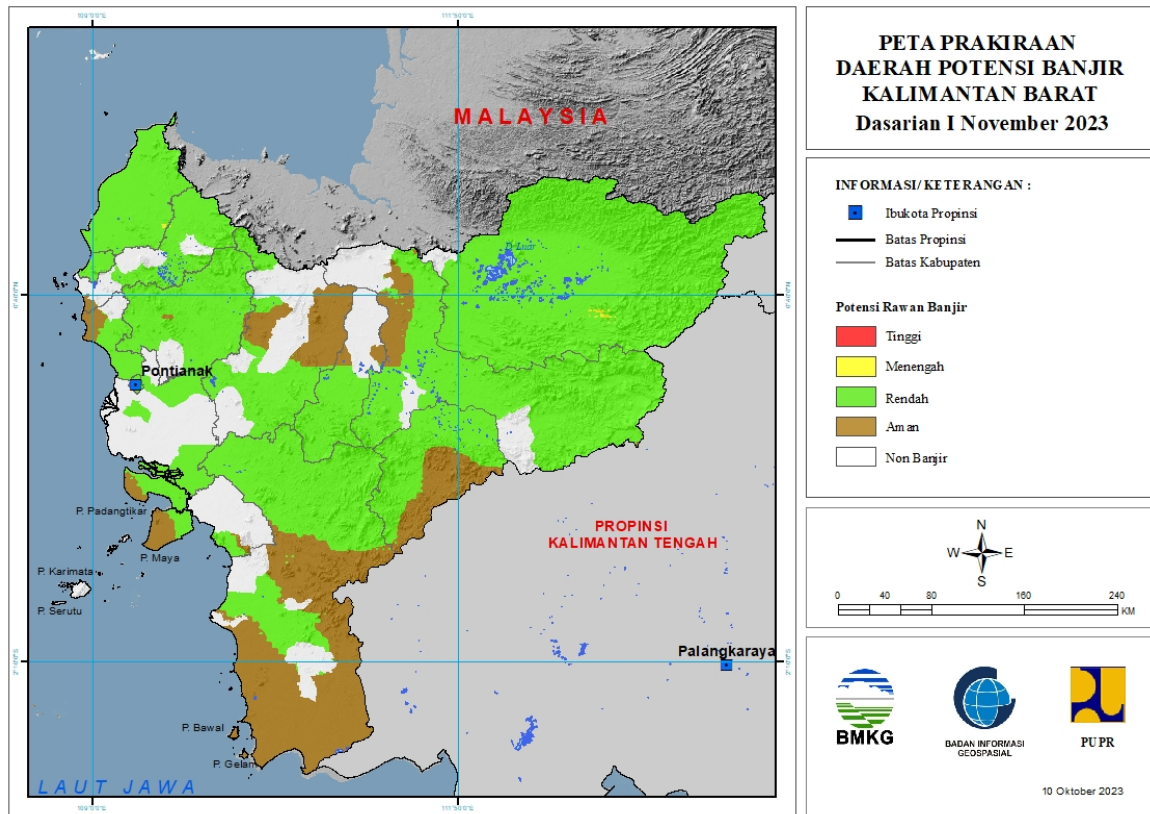 PETA PRAKIRAAN
DAERAH POTENSI BANJIR
KALIMANTAN BARAT
Dasarian I November 2023
INFORMASI/ KETERANGAN :
Ibukota Propinsi
Batas Propinsi
Batas Kabupaten
Potensi Rawan Banjir
Tinggi
Menengah
Rendah
Aman
Non Banjir
N
W E
S
0 40 80 160 240
KM
BMKG
BADAN INFORMASI
GEOSPASIAL
PUPR
10 Oktober 2023
MALAYSIA
Pontianak
P. Padangtikar
P. Maya
P. Karimata
P. Serutu
PROPINSI
KALIMANTAN TENGAH
Palangkaraya
P. Bawal
P. Gelam
LAUT JAWA